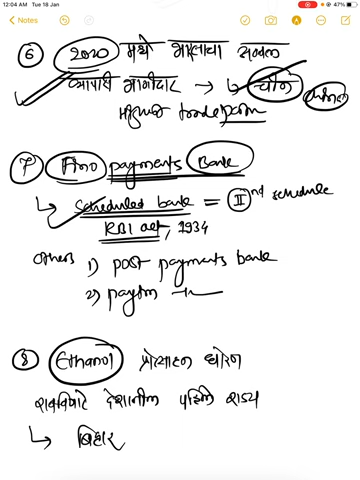 12:04 AM Tue 18 Jan
47%
Notes
6 2020 मध्ये भारताचा सर्वात
व्यापारी भागीदार → चीन
trade
7 Fino payments Bank
↳ scheduled bank = IInd schedule
RBI act, 1934
others 1) post payments bank
2) paytm —"—
8 Ethanol प्रोत्साहन धोरण
राबविणारे देशातील पहिले राज्य
↳ बिहार